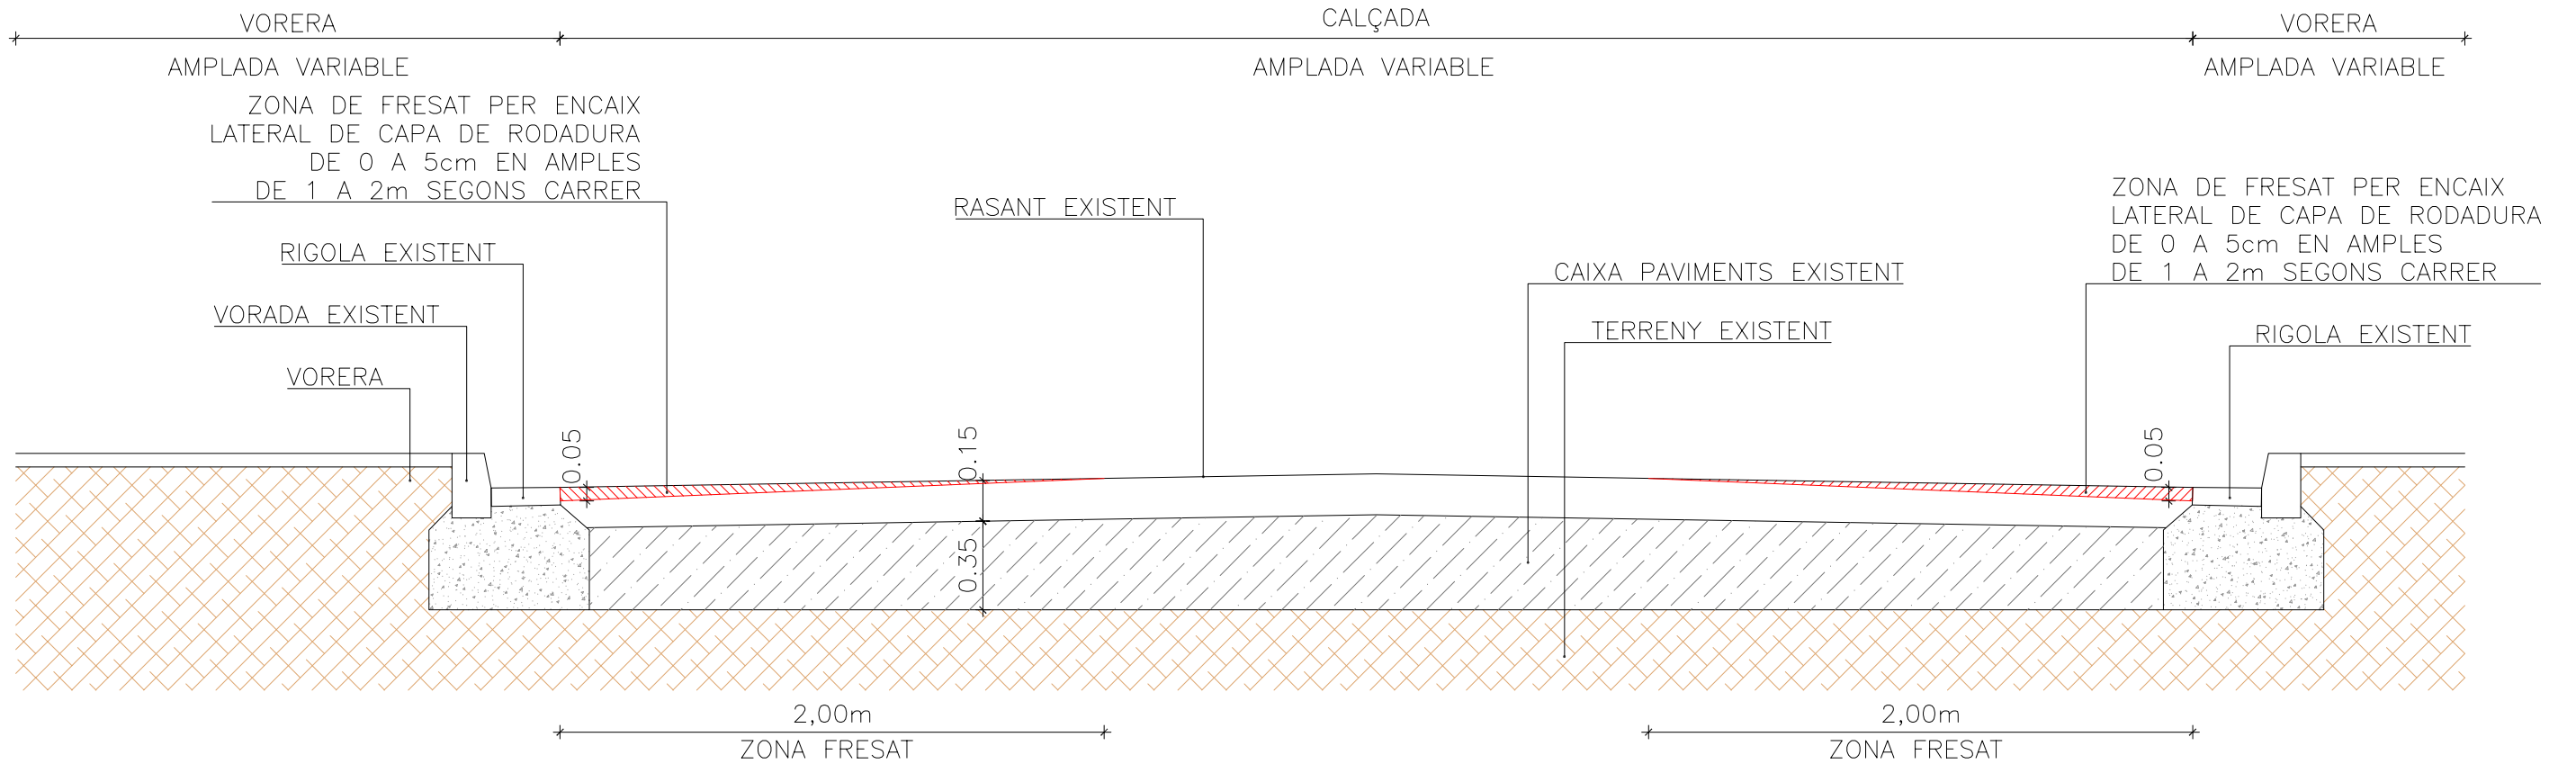 VORERA
CALÇADA
VORERA
AMPLADA VARIABLE
AMPLADA VARIABLE
AMPLADA VARIABLE
ZONA DE FRESAT PER ENCAIX
LATERAL DE CAPA DE RODADURA
DE 0 A 5cm EN AMPLES
DE 1 A 2m SEGONS CARRER
RASANT EXISTENT
ZONA DE FRESAT PER ENCAIX
LATERAL DE CAPA DE RODADURA
DE 0 A 5cm EN AMPLES
DE 1 A 2m SEGONS CARRER
RIGOLA EXISTENT
CAIXA PAVIMENTS EXISTENT
VORADA EXISTENT
TERRENY EXISTENT
RIGOLA EXISTENT
VORERA
0.05
0.15
0.05
0.35
2,00m
ZONA FRESAT
2,00m
ZONA FRESAT